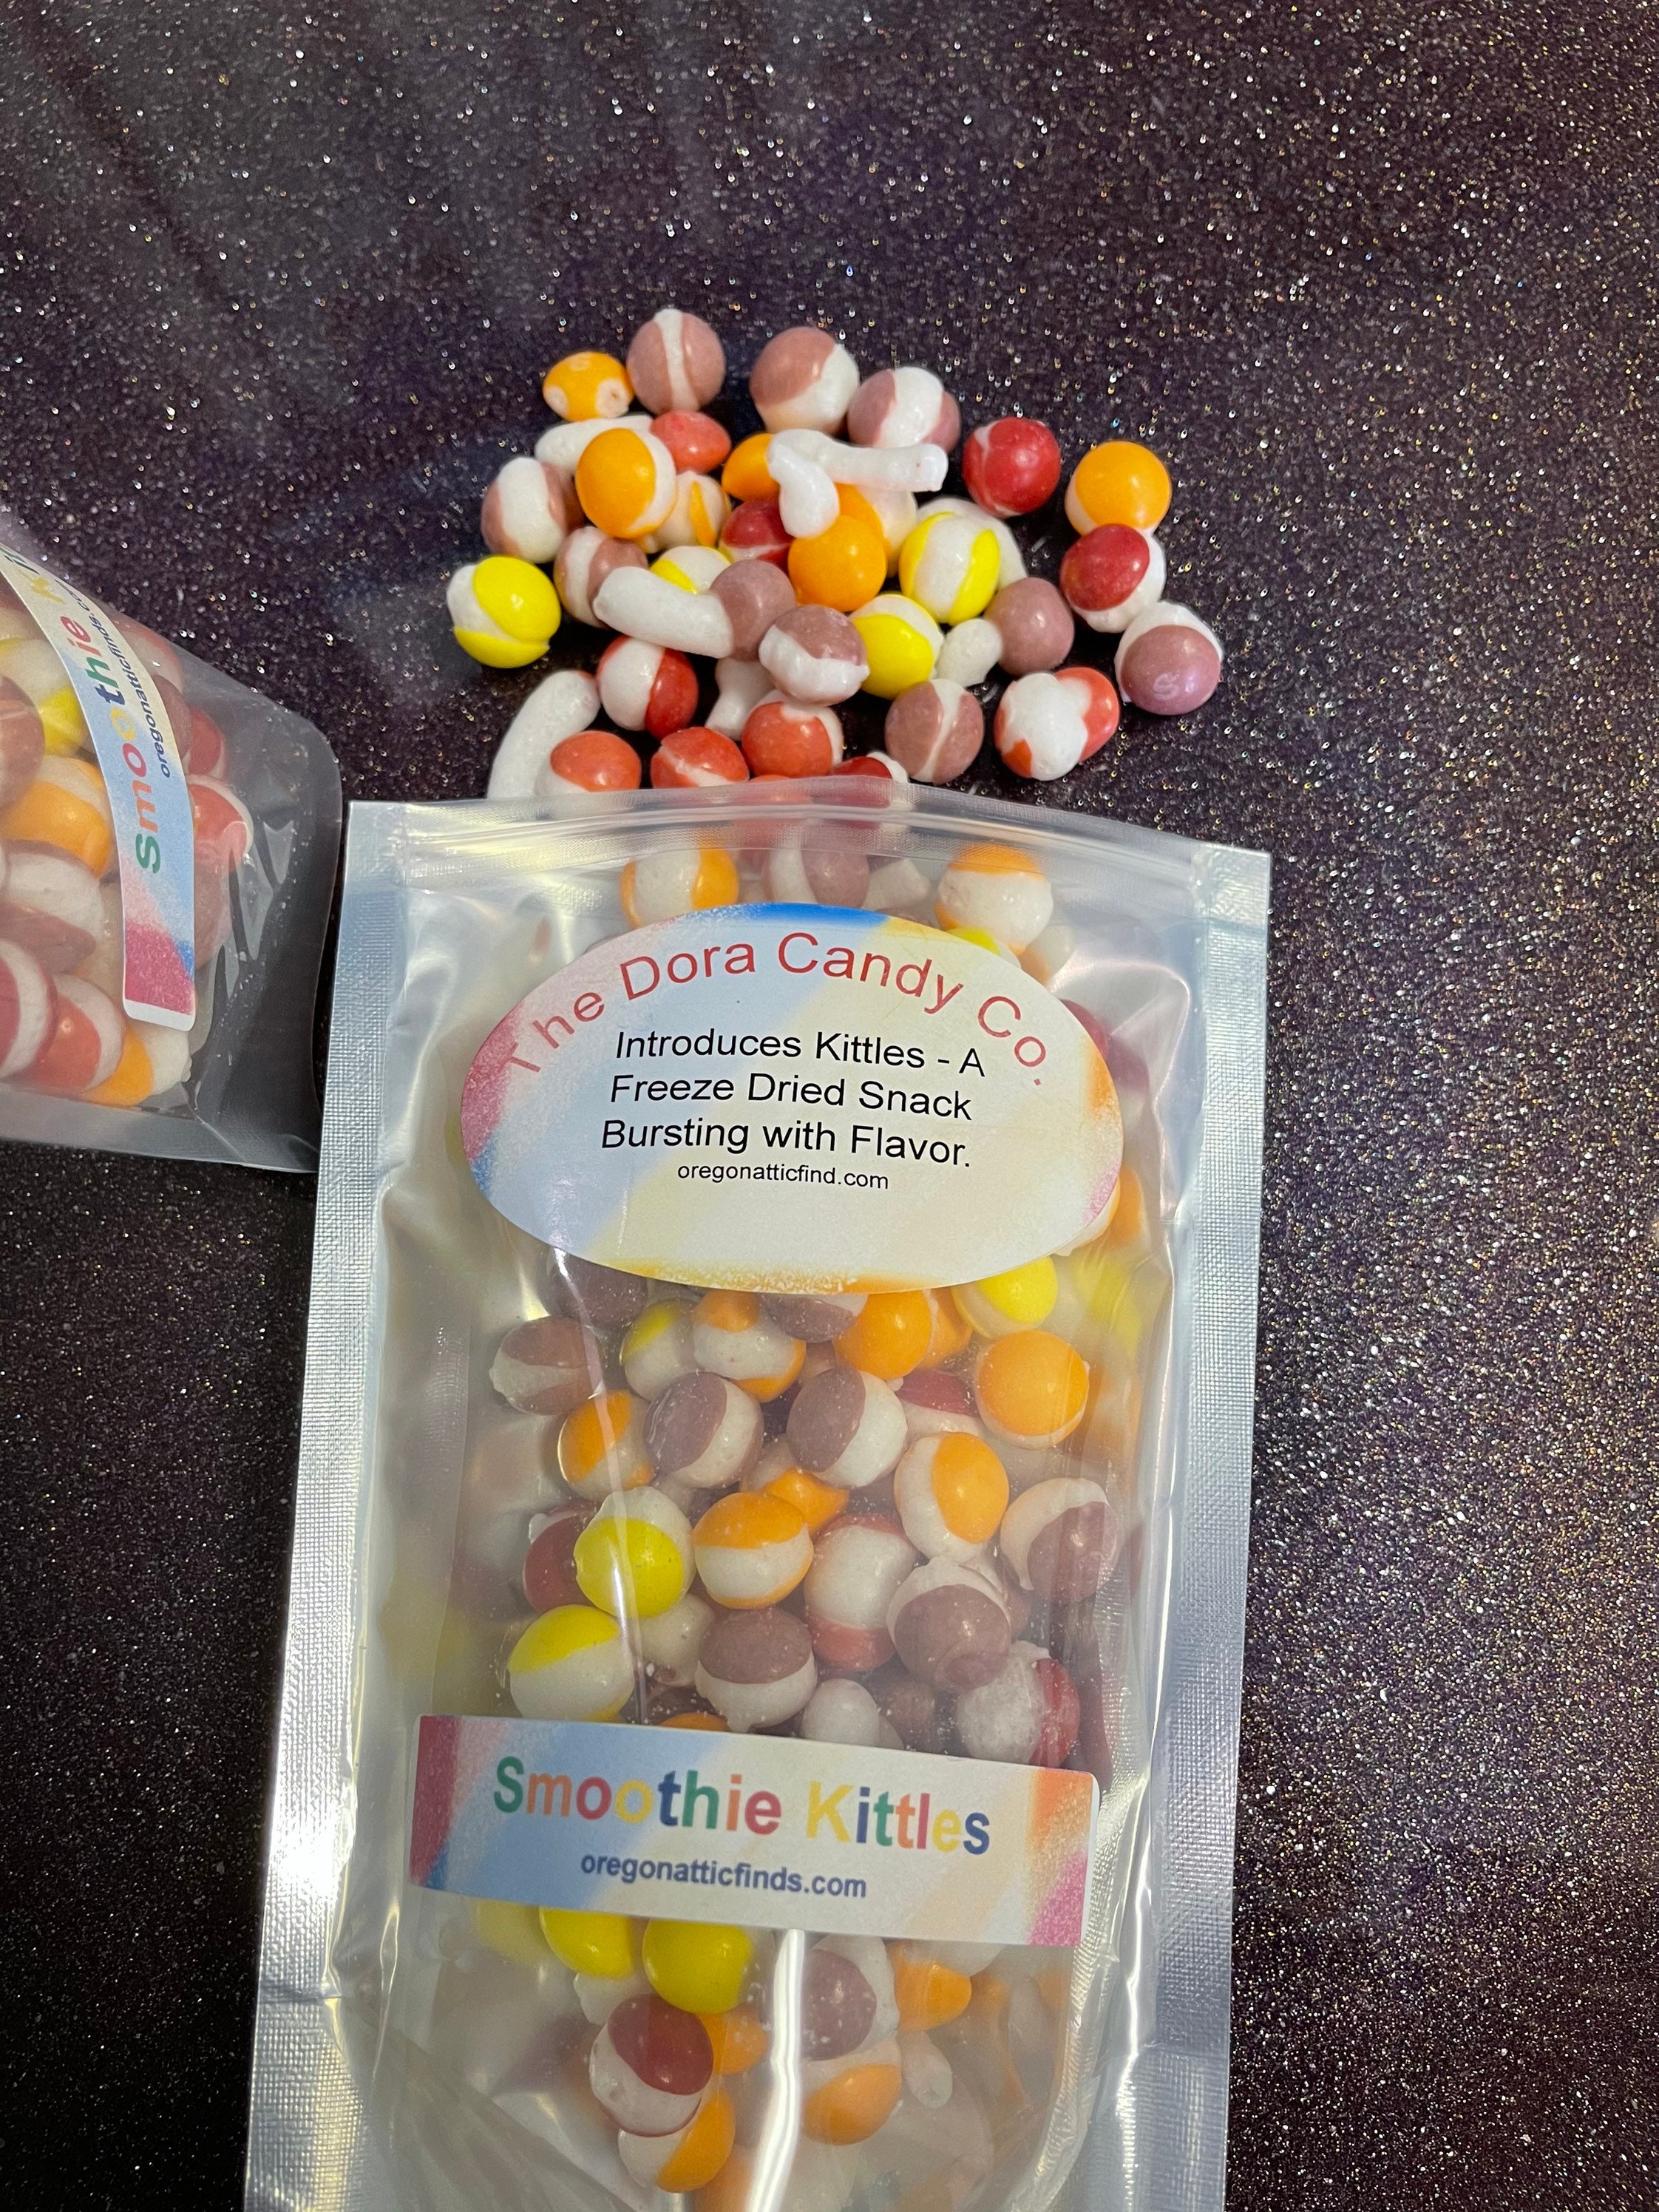 The Dora Candy Co.
Introduces Kittles - A
Freeze Dried Snack
Bursting with Flavor.
oregonatticfind.com
Smoothie Kittles
oregonatticfinds.com
Smoothie
oregonatticfinds.c